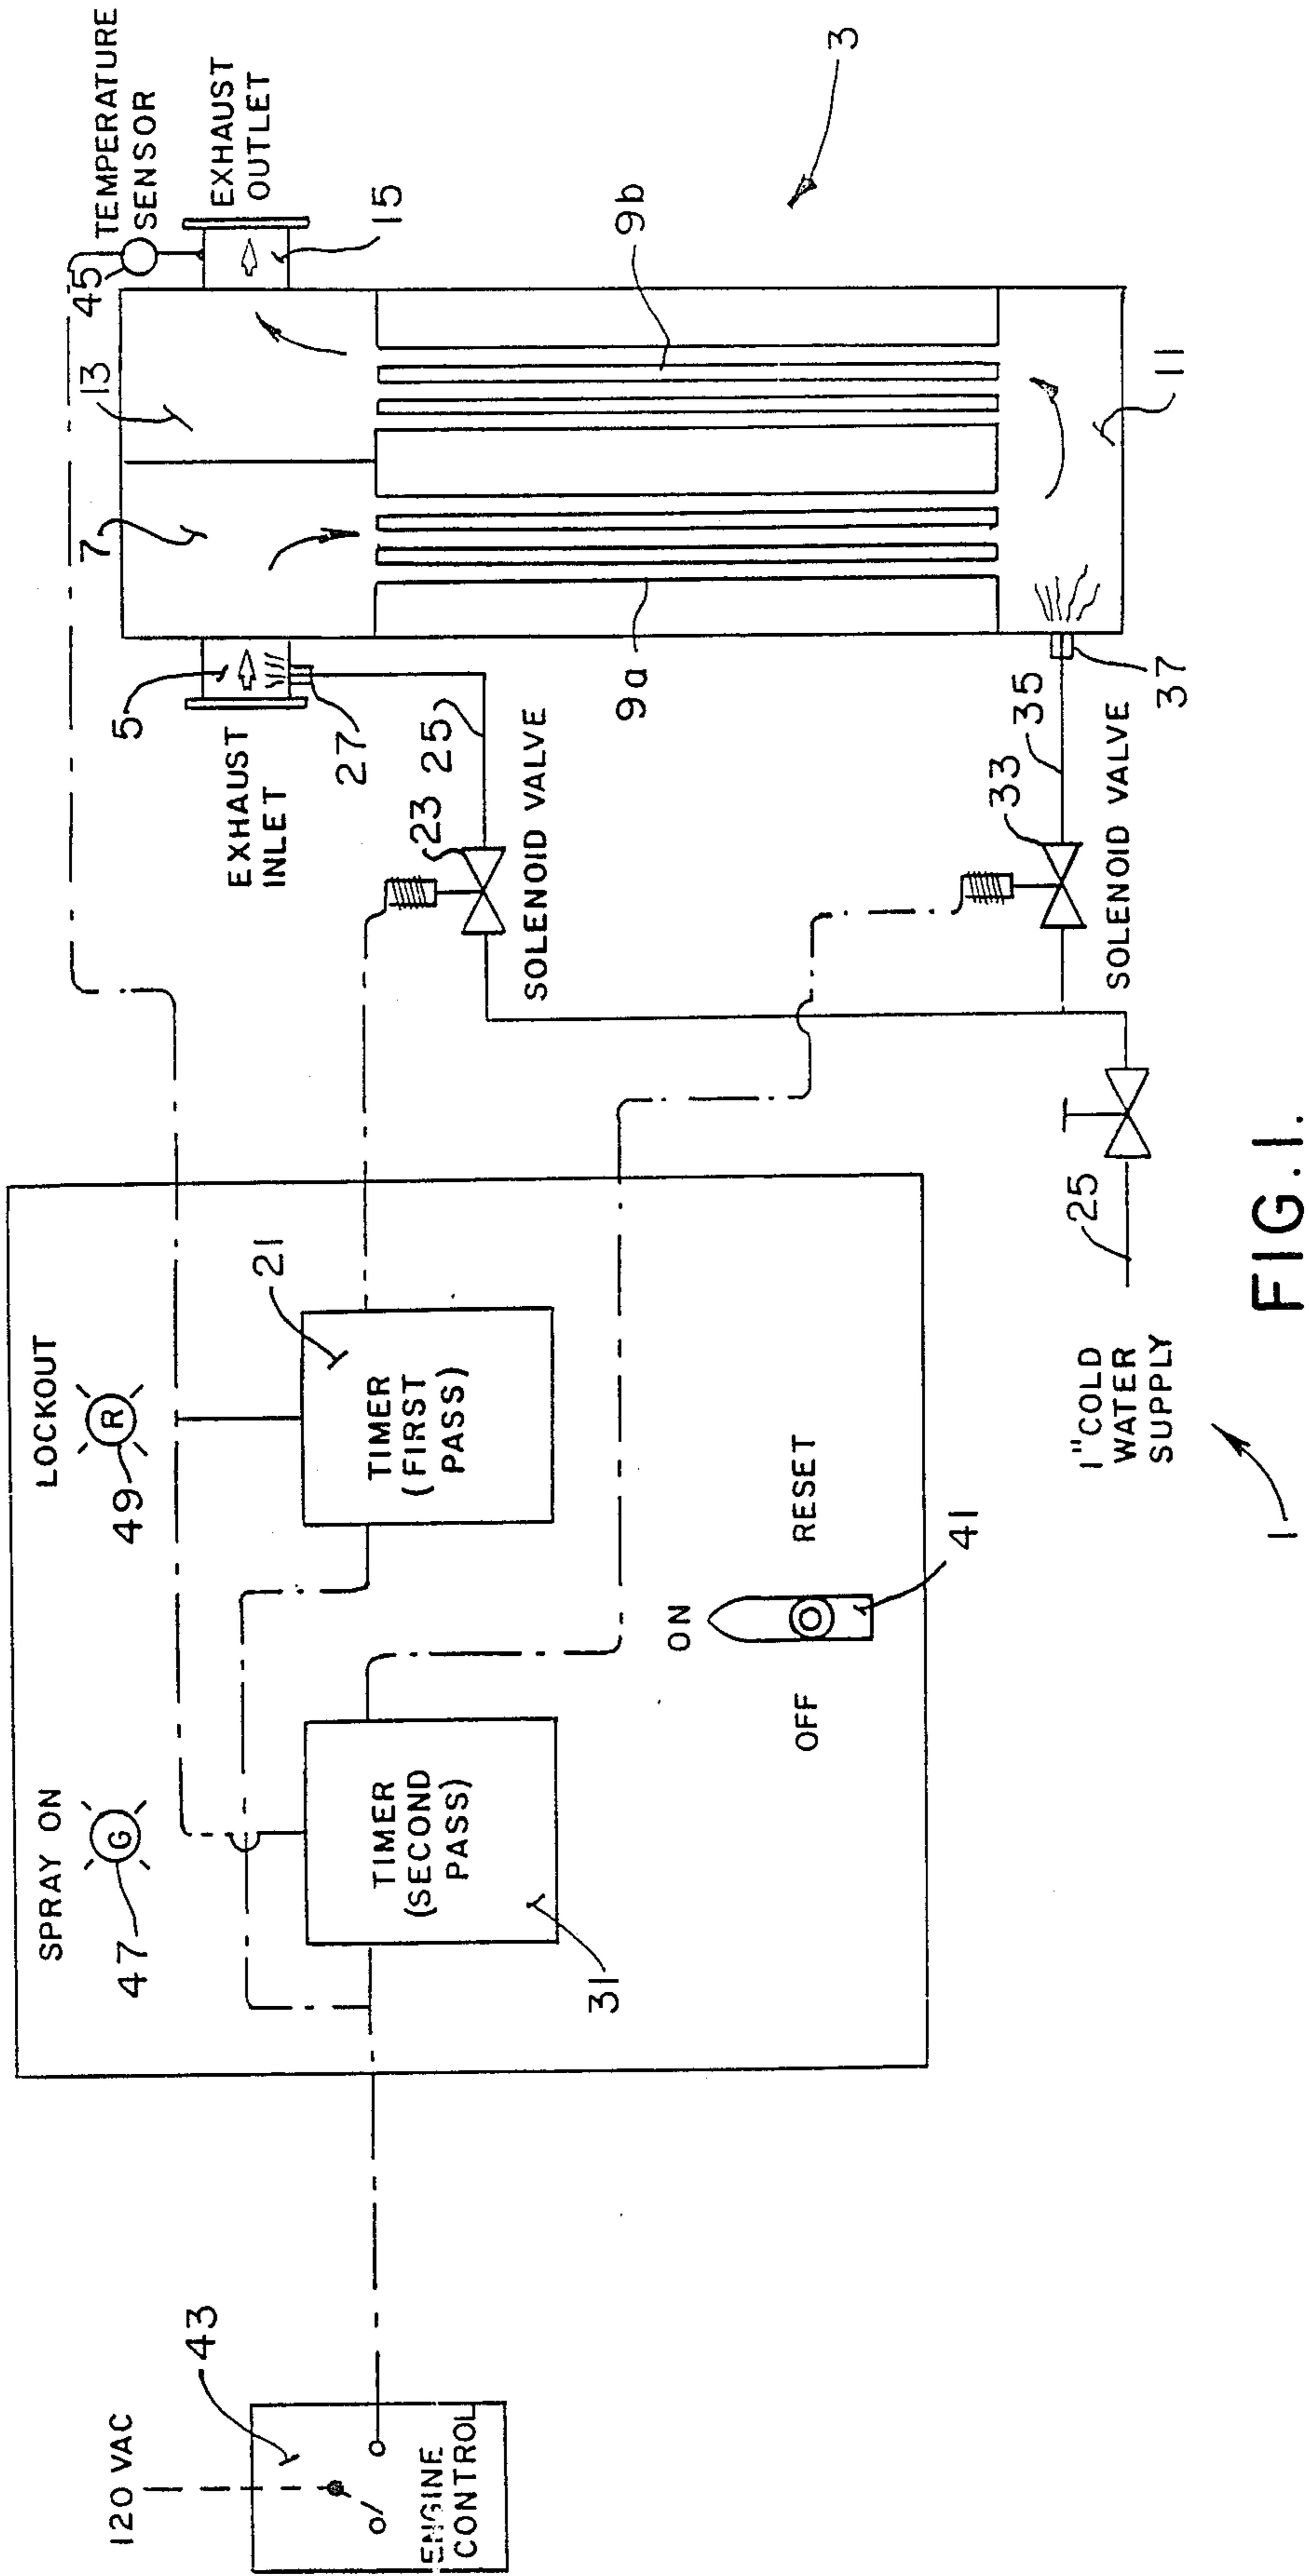 120 VAC
43
ENGINE
CONTROL
SPRAY ON
G
47
LOCKOUT
R
49
TIMER
(SECOND
PASS)
31
TIMER
(FIRST
PASS)
21
ON
OFF
RESET
41
1" COLD
WATER
SUPPLY
25
1
SOLENOID VALVE
23
25
27
SOLENOID VALVE
33
35
37
EXHAUST
INLET
5
7
13
45
TEMPERATURE
SENSOR
EXHAUST
OUTLET
15
9a
9b
11
3
FIG.1.